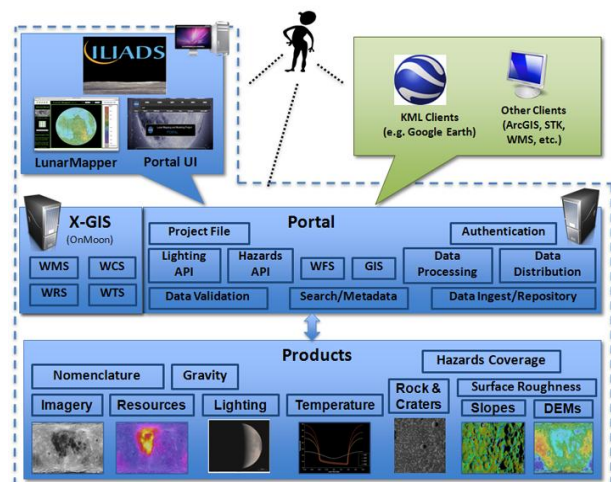 ILIADS
LunarMapper
Portal UI
KML Clients
(e.g. Google Earth)
Other Clients
(ArcGIS, STK,
WMS, etc.)
X-GIS
(OnMoon)
WMS
WCS
WRS
WTS
Portal
Project File
Authentication
Lighting
API
Hazards
API
WFS
GIS
Data
Processing
Data
Distribution
Data Validation
Search/Metadata
Data Ingest/Repository
Products
Hazards Coverage
Nomenclature
Gravity
Rock &
Craters
Surface Roughness
Imagery
Resources
Lighting
Temperature
Slopes
DEMs